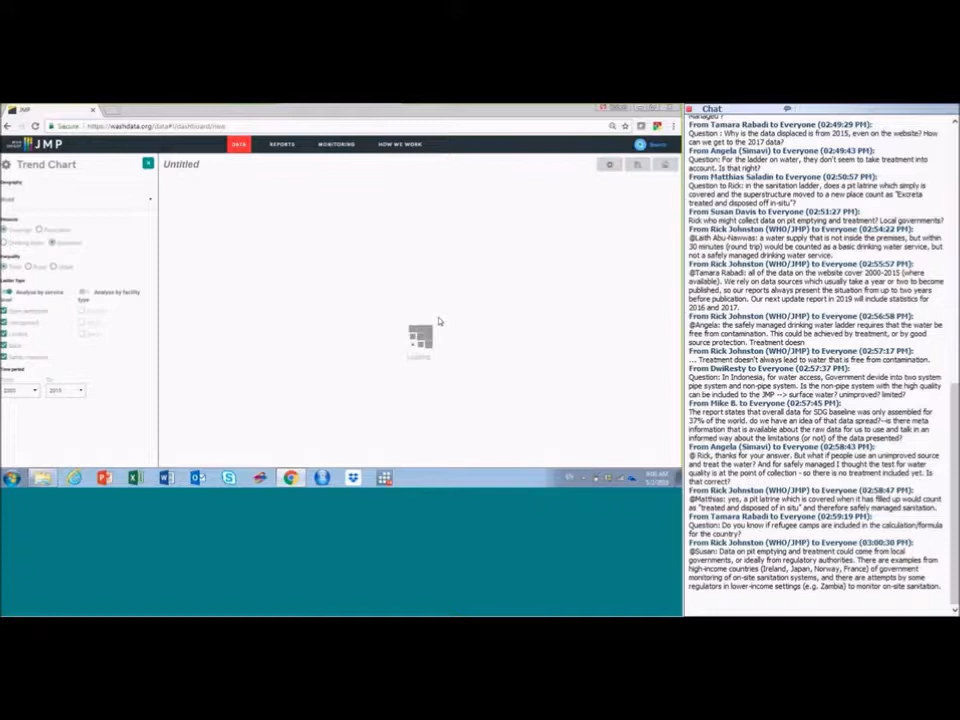 JMP
Secure
https://washdata.org/data#!/dashboard/new
JMP
DATA
REPORTS
MONITORING
HOW WE WORK
Search
Trend Chart
Untitled
Geography
World
Inequality
Analyse by service
Analyse by facility
type
Time period
2000
2015
Loading
EN
Chat
Managed ?
From Tamara Rabadi to Everyone (02:49:29 PM):
Question : Why is the data displaced is from 2015, even on the website? How
can we get to the 2017 data?
From Angela (Simavi) to Everyone (02:49:43 PM):
Question: For the ladder on water, they don't seem to take treatment into
account. Is that right?
From Matthias Saladin to Everyone (02:50:57 PM):
Question to Rick: in the sanitation ladder, does a pit latrine which simply is
covered and the superstructure moved to a new place count as "Excreta
treated and disposed off in-situ"?
From Susan Davis to Everyone (02:51:27 PM):
Rick who might collect data on pit emptying and treatment? Local governments?
From Rick Johnston (WHO/JMP) to Everyone (02:54:22 PM):
@Laith Abu-Nawwas: a water supply that is not inside the premises, but within
30 minutes (round trip) would be counted as a basic drinking water service, but
not a safely managed drinking water service.
From Rick Johnston (WHO/JMP) to Everyone (02:55:57 PM):
@Tamara Rabadi: all of the data on the website cover 2000-2015 (where
available). We rely on data sources which usually take a year or two to become
published, so our reports always present the situation from up to two years
before publication. Our next update report in 2019 will include statistics for
2016 and 2017.
From Rick Johnston (WHO/JMP) to Everyone (02:56:58 PM):
@Angela: the safely managed drinking water ladder requires that the water be
free from contamination. This could be achieved by treatment, or by good
source protection. Treatment doesn
From Rick Johnston (WHO/JMP) to Everyone (02:57:17 PM):
... Treatment doesn't always lead to water that is free from contamination.
From DwiResty to Everyone (02:57:37 PM):
Question: In Indonesia, for water access, Government devide into two system
pipe system and non-pipe system. Is the non-pipe system with the high quality
can be included to the JMP --> surface water? unimproved? limited?
From Mike B. to Everyone (02:57:45 PM):
The report states that overall data for SDG baseline was only assembled for
37% of the world. do we have an idea of that data spread?--is there meta
information that is available about the raw data for us to use and talk in an
informed way about the limitations (or not) of the data presented?
From Angela (Simavi) to Everyone (02:58:43 PM):
@ Rick, thanks for your answer. But what if people use an unimproved source
and treat the water? And for safely managed I thought the test for water
quality is at the point of collection - so there is no treatment included yet. Is
that correct?
From Rick Johnston (WHO/JMP) to Everyone (02:58:47 PM):
@Matthias: yes, a pit latrine which is covered when it has filled up would count
as "treated and disposed of in situ" and therefore safely managed sanitation.
From Tamara Rabadi to Everyone (02:59:19 PM):
Question: Do you know if refugee camps are included in the calculation/formula
for the country?
From Rick Johnston (WHO/JMP) to Everyone (03:00:30 PM):
@Susan: Data on pit emptying and treatment could come from local
governments, or ideally from regulatory authorities. There are examples from
high-income countries (Ireland, Japan, Norway, France) of government
monitoring of on-site sanitation systems, and there are attempts by some
regulators in lower-income settings (e.g. Zambia) to monitor on-site sanitation.